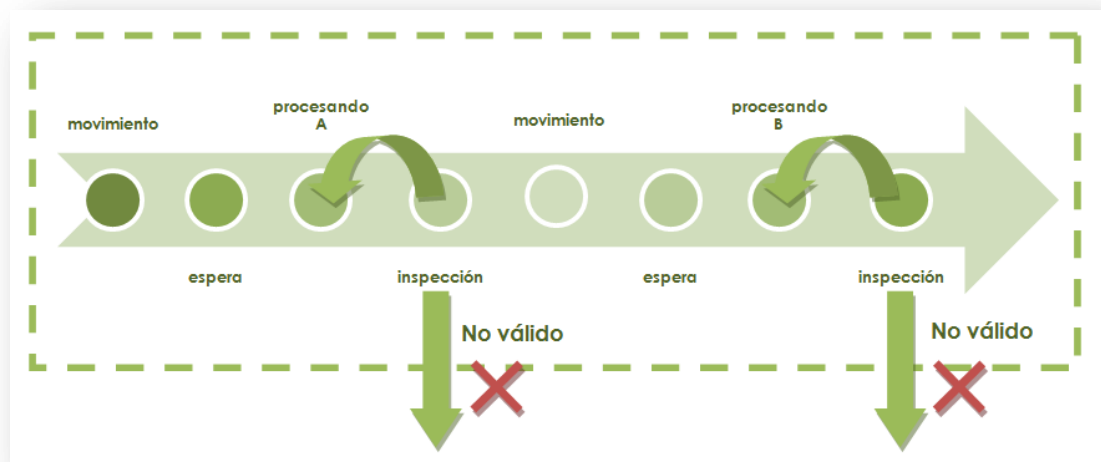 movimiento
procesando
A
movimiento
procesando
B
espera
inspección
espera
inspección
No válido
No válido